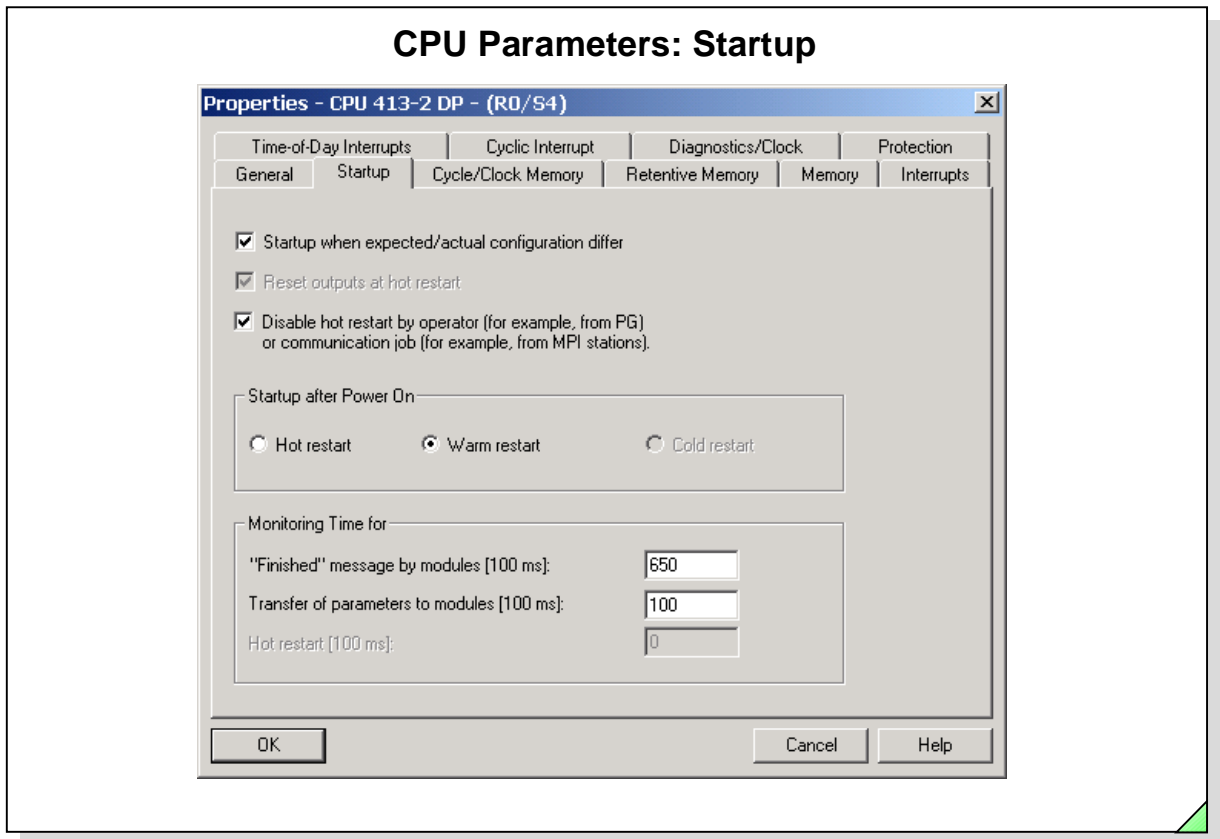 CPU Parameters: Startup
Properties - CPU 413-2 DP - (R0/S4)
Time-of-Day Interrupts Cyclic Interrupt Diagnostics/Clock Protection
General Startup Cycle/Clock Memory Retentive Memory Memory Interrupts
Startup when expected/actual configuration differ
Reset outputs at hot restart
Disable hot restart by operator (for example, from PG)
or communication job (for example, from MPI stations).
Startup after Power On
Hot restart Warm restart Cold restart
Monitoring Time for
"Finished" message by modules [100 ms]: 650
Transfer of parameters to modules [100 ms]: 100
Hot restart [100 ms]: 0
OK Cancel Help